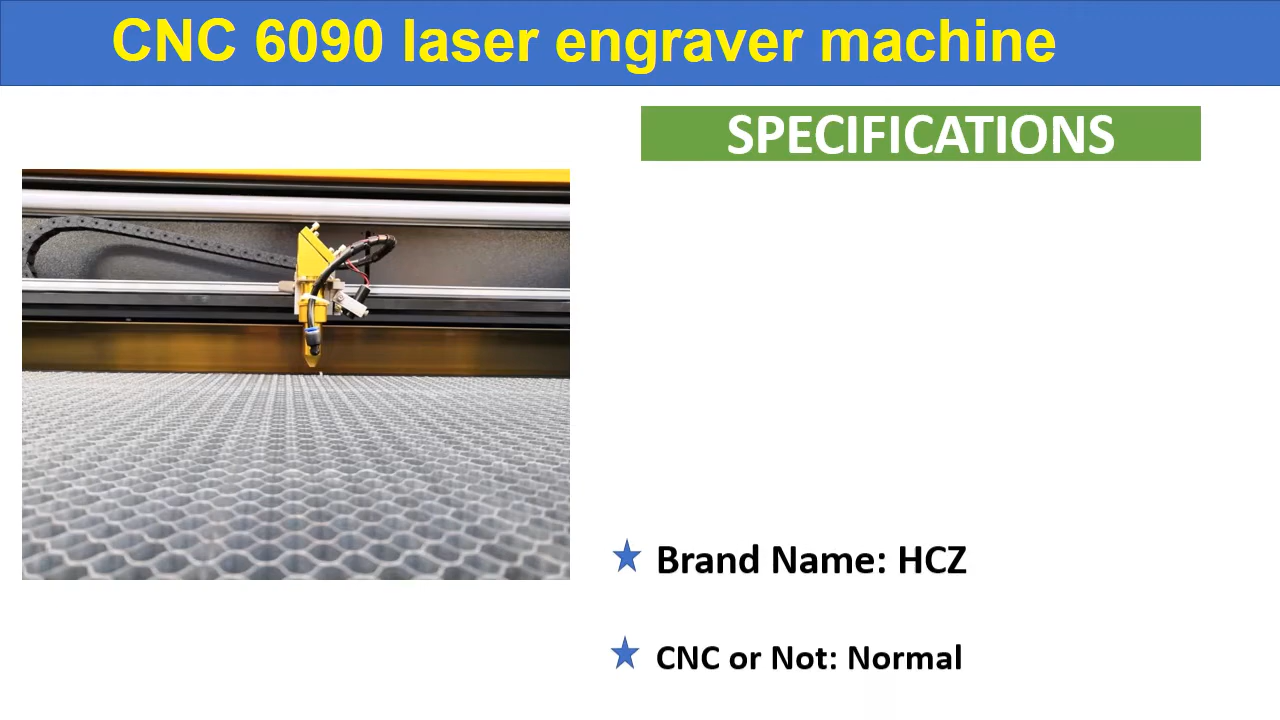 CNC 6090 laser engraver machine
SPECIFICATIONS
Brand Name: HCZ
CNC or Not: Normal